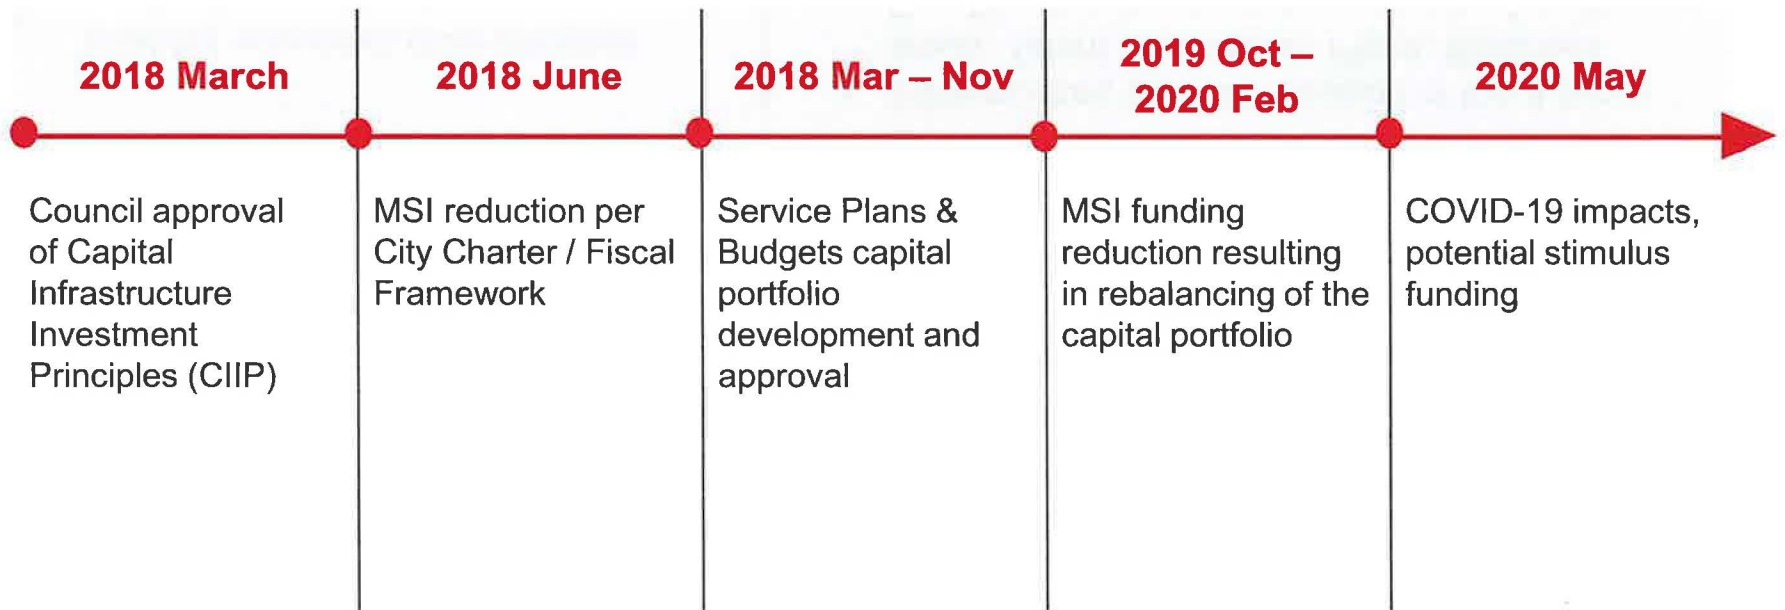 2018 March
Council approval
of Capital
Infrastructure
Investment
Principles (CIIP)
2018 June
MSI reduction per
City Charter / Fiscal
Framework
2018 Mar – Nov
Service Plans &
Budgets capital
portfolio
development and
approval
2019 Oct –
2020 Feb
MSI funding
reduction resulting
in rebalancing of the
capital portfolio
2020 May
COVID-19 impacts,
potential stimulus
funding